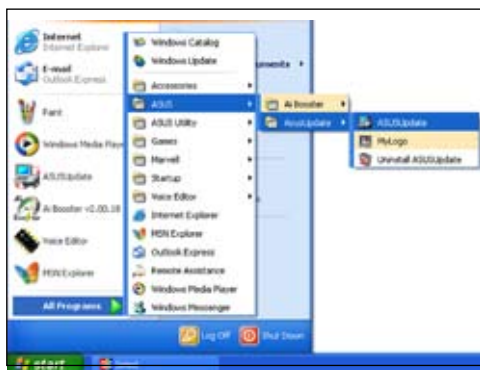 Internet
Internet Explorer
E-mail
Outlook Express
Paint
Windows Media Play
ASUSUpdate
Ai Booster v2.00.18
Voice Editor
MSN Explorer
All Programs
Windows Catalog
Windows Update
Accessories
ASUS
ASUS Utility
Games
Marvell
Startup
Voice Editor
Internet Explorer
MSN Explorer
Outlook Express
Remote Assistance
Windows Media Player
Windows Messenger
uments
Ai Booster
AsusUpdate
ASUSUpdate
MyLogo
Uninstall ASUSUpdate
Log Off
Shut Down
start